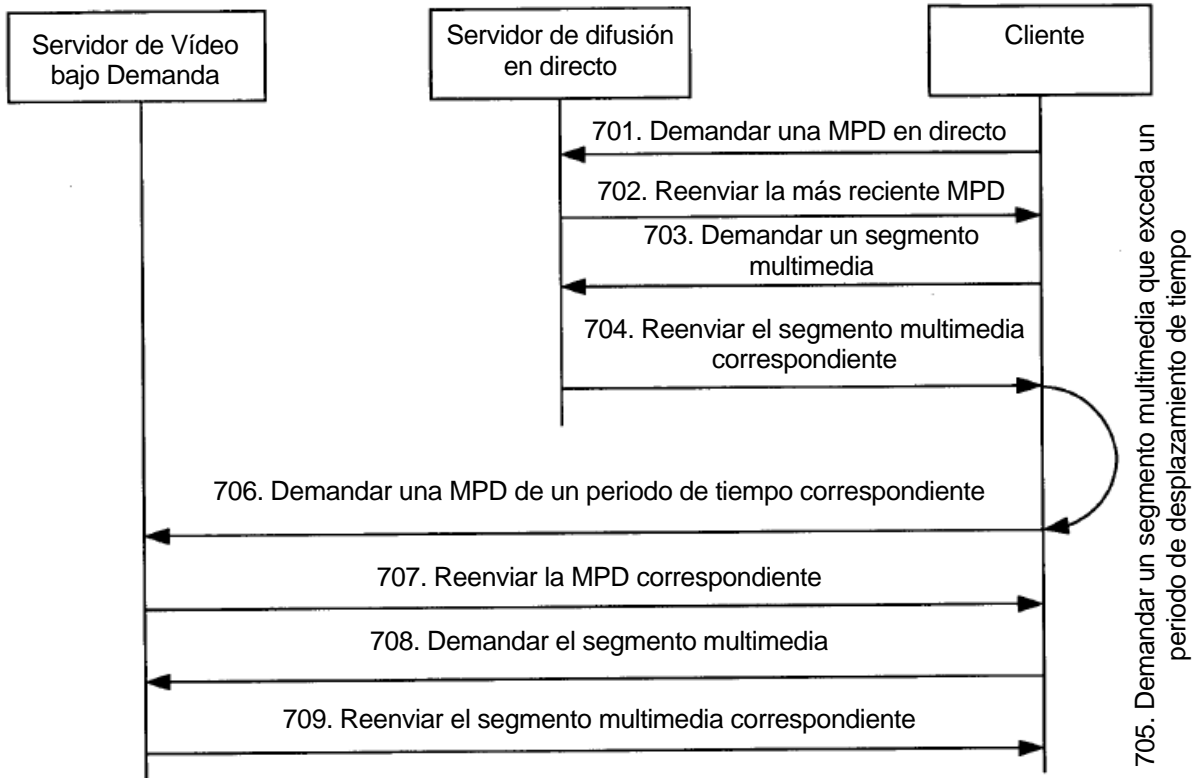 Servidor de Vídeo
bajo Demanda
Servidor de difusión
en directo
Cliente
701. Demandar una MPD en directo
702. Reenviar la más reciente MPD
703. Demandar un segmento
multimedia
704. Reenviar el segmento multimedia
correspondiente
705. Demandar un segmento multimedia que exceda un
periodo de desplazamiento de tiempo
706. Demandar una MPD de un periodo de tiempo correspondiente
707. Reenviar la MPD correspondiente
708. Demandar el segmento multimedia
709. Reenviar el segmento multimedia correspondiente